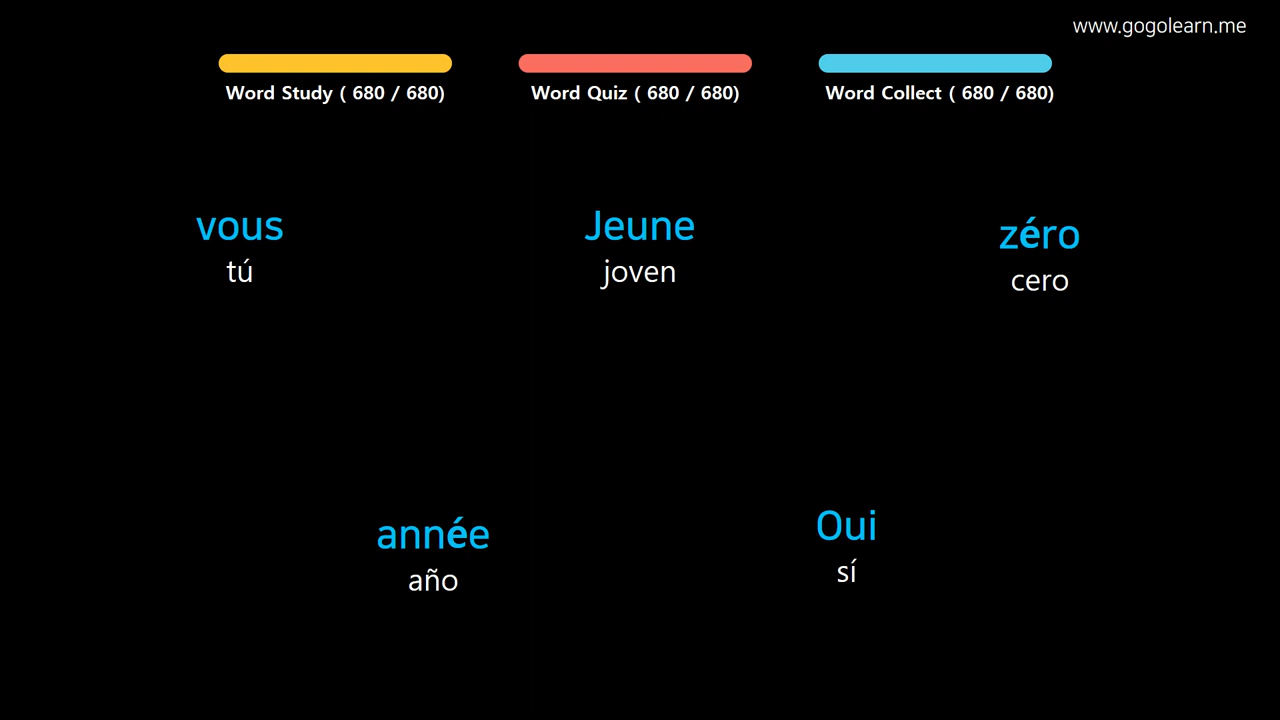 www.gogolearn.me
Word Study ( 680 / 680)
Word Quiz ( 680 / 680)
Word Collect ( 680 / 680)
vous
tú
Jeune
joven
zéro
cero
année
año
Oui
sí